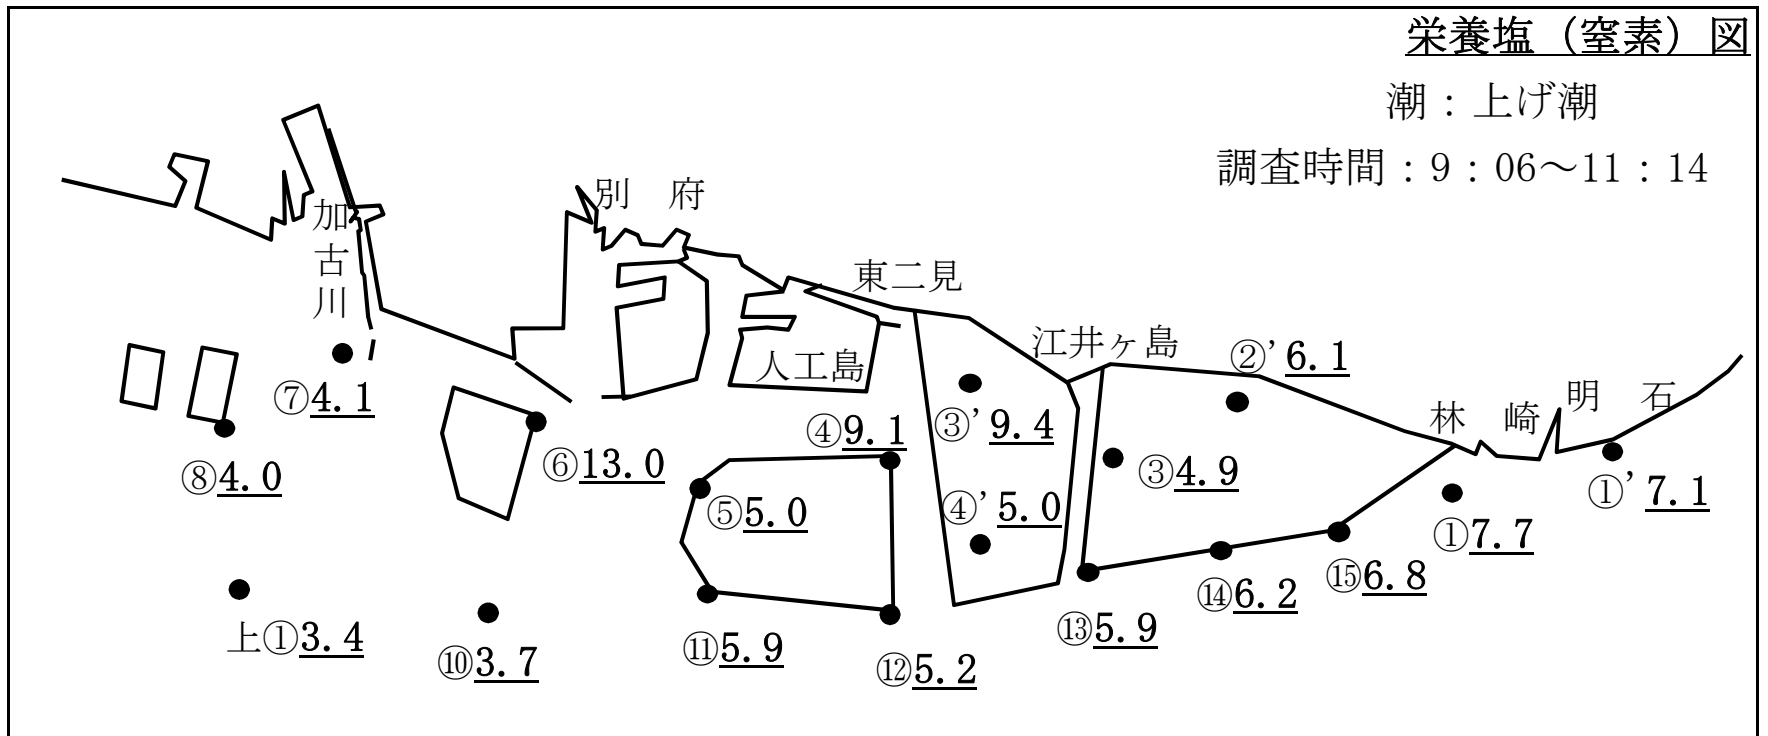 栄養塩（窒素）図
潮：上げ潮
調査時間：9：06～11：14
別　府
加古川
東二見
江井ヶ島
人工島
②' 6.1
明　石
林　崎
⑦4.1
④9.1
③' 9.4
⑥13.0
⑧4.0
③4.9
①' 7.1
⑤5.0
④' 5.0
①7.7
⑮6.8
⑭6.2
上①3.4
⑬5.9
⑩3.7
⑪5.9
⑫5.2